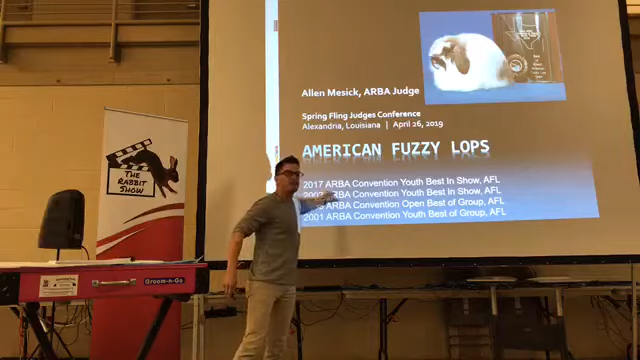 Allen Mesick, ARBA Judge
Spring Fling Judges Conference
Alexandria, Louisiana | April 26, 2019
AMERICAN FUZZY LOPS
2017 ARBA Convention Youth Best In Show, AFL
ARBA Convention Youth Best In Show, AFL
ARBA Convention Open Best of Group, AFL
2001 ARBA Convention Youth Best of Group, AFL
THE
RABBIT
SHOW
Groom-n-Go